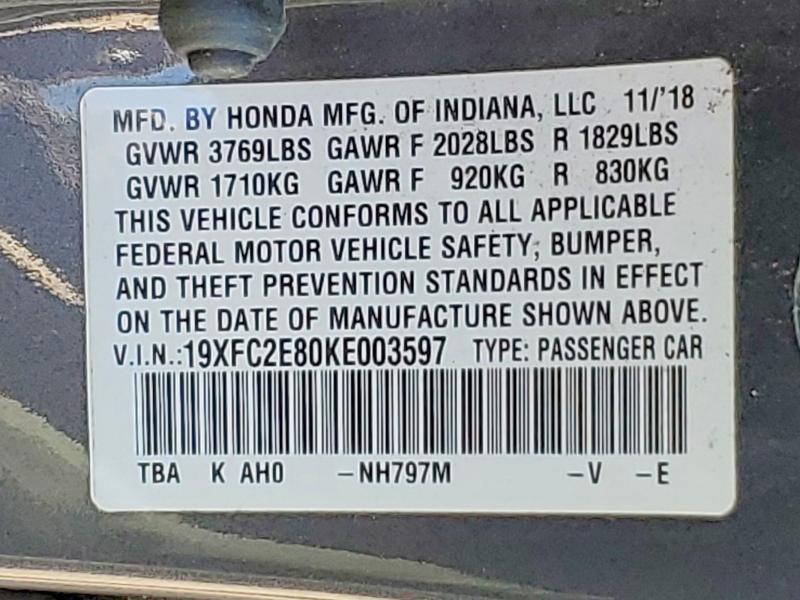 MFD. BY HONDA MFG. OF INDIANA, LLC 11/'18
GVWR 3769LBS GAWR F 2028LBS R 1829LBS
GVWR 1710KG GAWR F 920KG R 830KG
THIS VEHICLE CONFORMS TO ALL APPLICABLE
FEDERAL MOTOR VEHICLE SAFETY, BUMPER,
AND THEFT PREVENTION STANDARDS IN EFFECT
ON THE DATE OF MANUFACTURE SHOWN ABOVE.
V.I.N.:19XFC2E80KE003597 TYPE: PASSENGER CAR
TBA K AH0 -NH797M -V -E